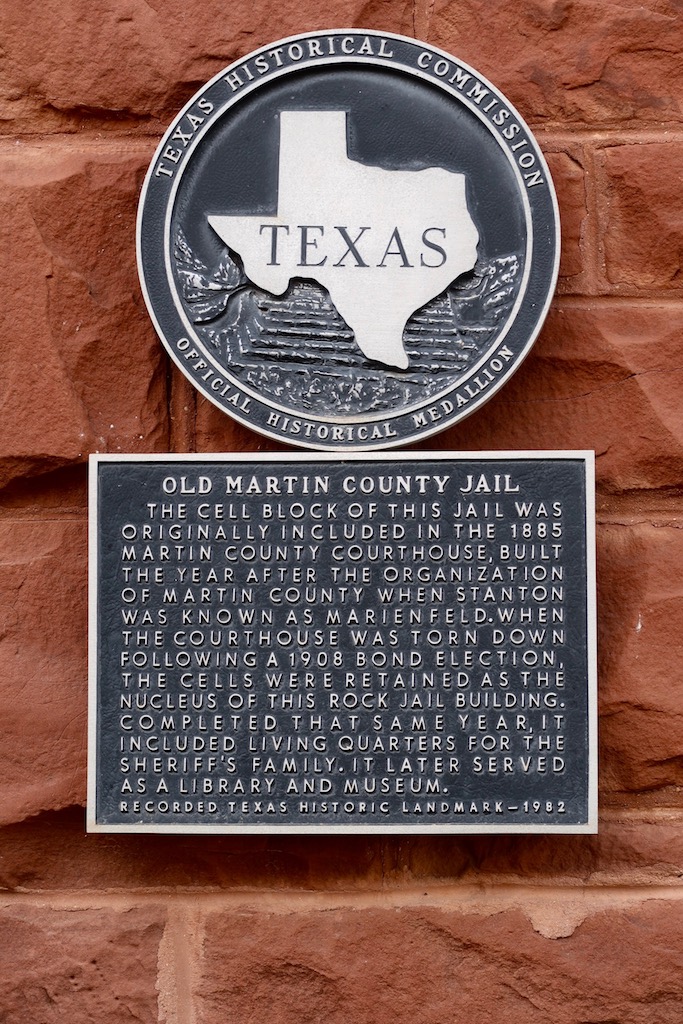 TEXAS HISTORICAL COMMISSION
TEXAS
OFFICIAL HISTORICAL MEDALLION
OLD MARTIN COUNTY JAIL
THE CELL BLOCK OF THIS JAIL WAS
ORIGINALLY INCLUDED IN THE 1885
MARTIN COUNTY COURTHOUSE, BUILT
THE YEAR AFTER THE ORGANIZATION
OF MARTIN COUNTY WHEN STANTON
WAS KNOWN AS MARIENFELD. WHEN
THE COURTHOUSE WAS TORN DOWN
FOLLOWING A 1908 BOND ELECTION,
THE CELLS WERE RETAINED AS THE
NUCLEUS OF THIS ROCK JAIL BUILDING.
COMPLETED THAT SAME YEAR, IT
INCLUDED LIVING QUARTERS FOR THE
SHERIFF'S FAMILY. IT LATER SERVED
AS A LIBRARY AND MUSEUM.
RECORDED TEXAS HISTORIC LANDMARK—1982